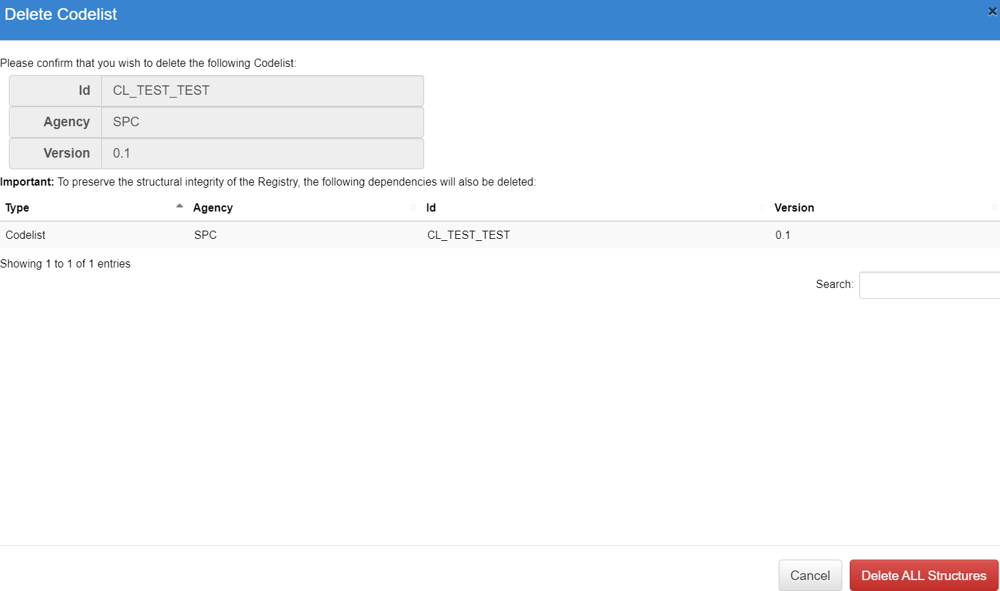 Delete Codelist
Please confirm that you wish to delete the following Codelist:
Id CL_TEST_TEST
Agency SPC
Version 0.1
Important: To preserve the structural integrity of the Registry, the following dependencies will also be deleted:
Type Agency Id Version
Codelist SPC CL_TEST_TEST 0.1
Showing 1 to 1 of 1 entries
Search:
Cancel Delete ALL Structures